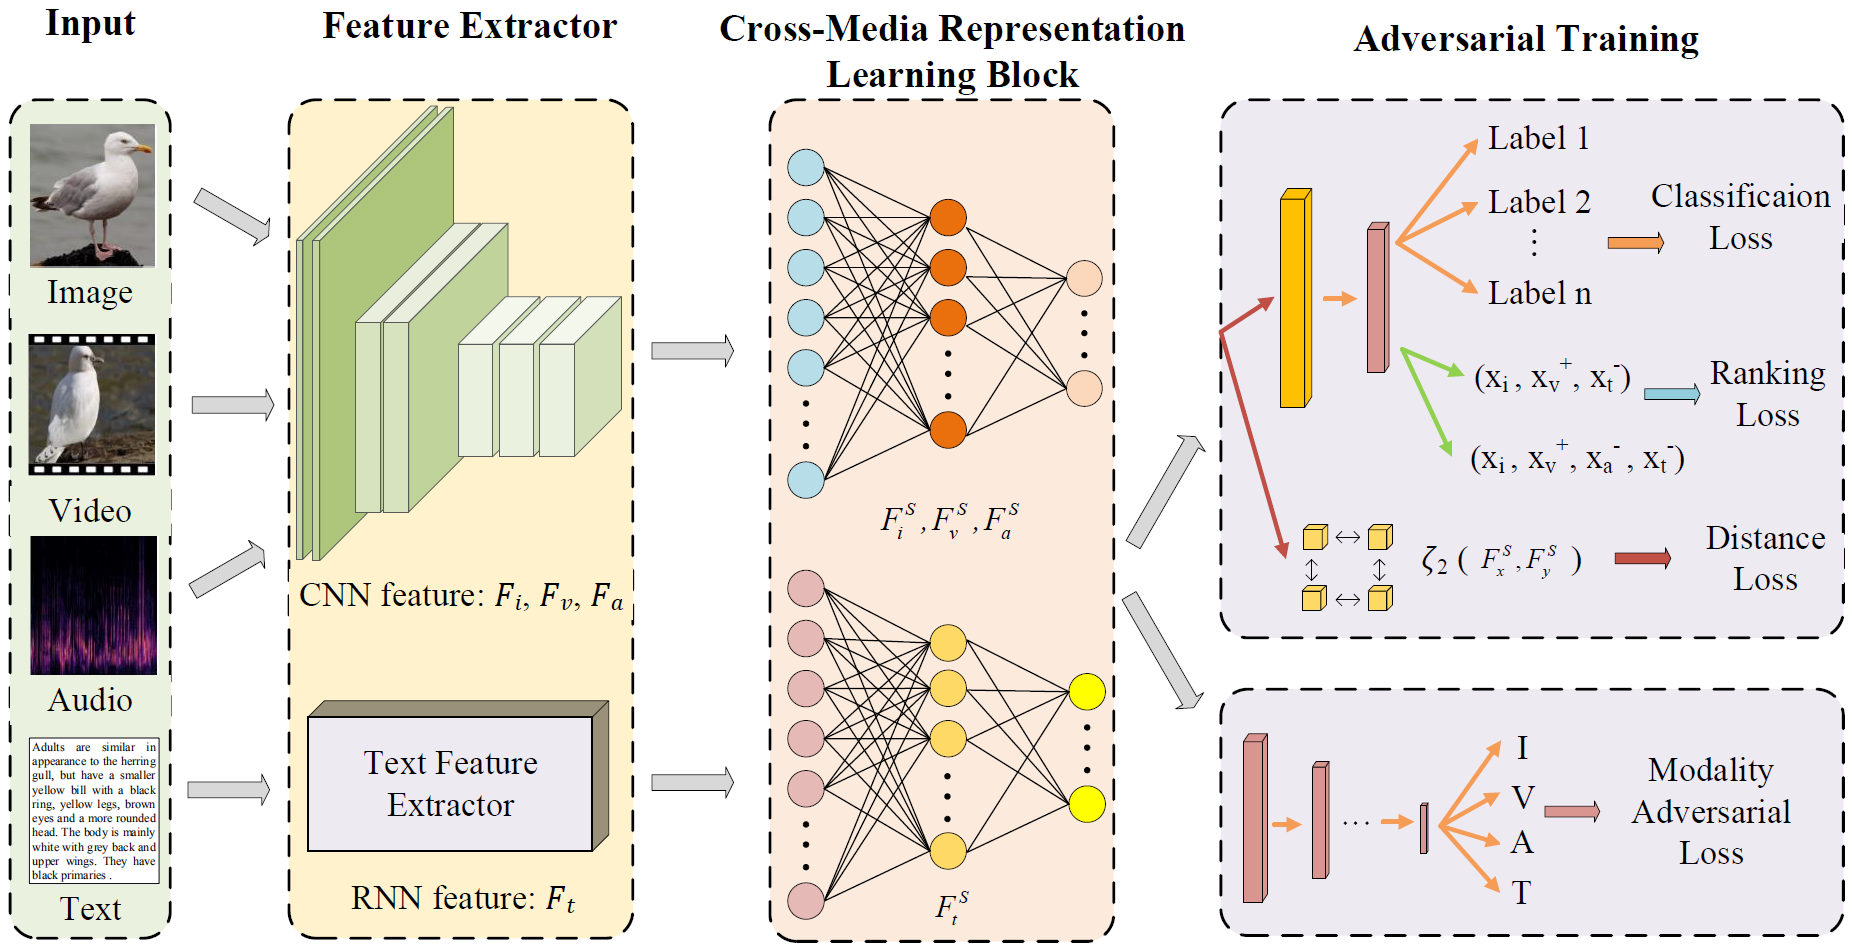 Input
Image
Video
Audio
Adults are similar in
appearance to the herring
gull, but have a smaller
yellow bill with a black
ring, yellow legs, brown
eyes and a more rounded
head. The body is mainly
white with grey back and
upper wings. They have
black primaries .
Text
Feature Extractor
CNN feature: F_i, F_v, F_a
Text Feature
Extractor
RNN feature: F_t
Cross-Media Representation
Learning Block
F_i^S, F_v^S, F_a^S
F_t^S
Adversarial Training
Label 1
Label 2
⋮
Label n
Classificaion
Loss
(x_i , x_v^+, x_t^-)
Ranking
Loss
(x_i , x_v^+, x_a^- , x_t^-)
ζ_2 ( F_x^S, F_y^S )
Distance
Loss
I
V
A
T
...
Modality
Adversarial
Loss